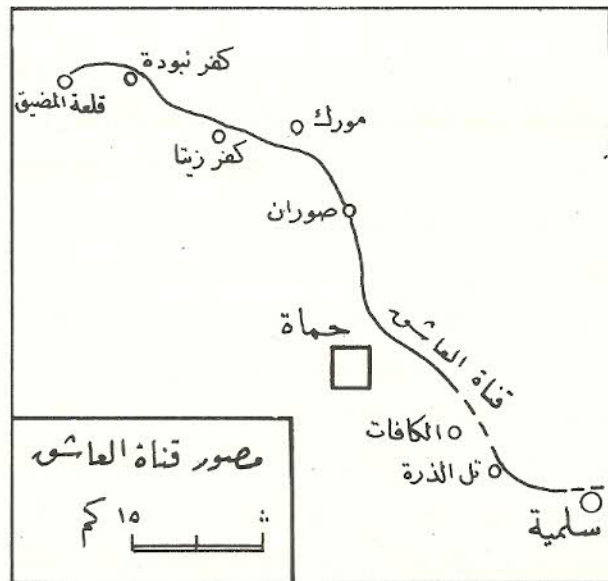 كفر نبودة
قلعة المضيق
مورك
كفر زيتا
صوران
حماة
قناة العاشق
الكافات
تل الذرة
سلمية
مصور قناة العاشق
١٥ كم